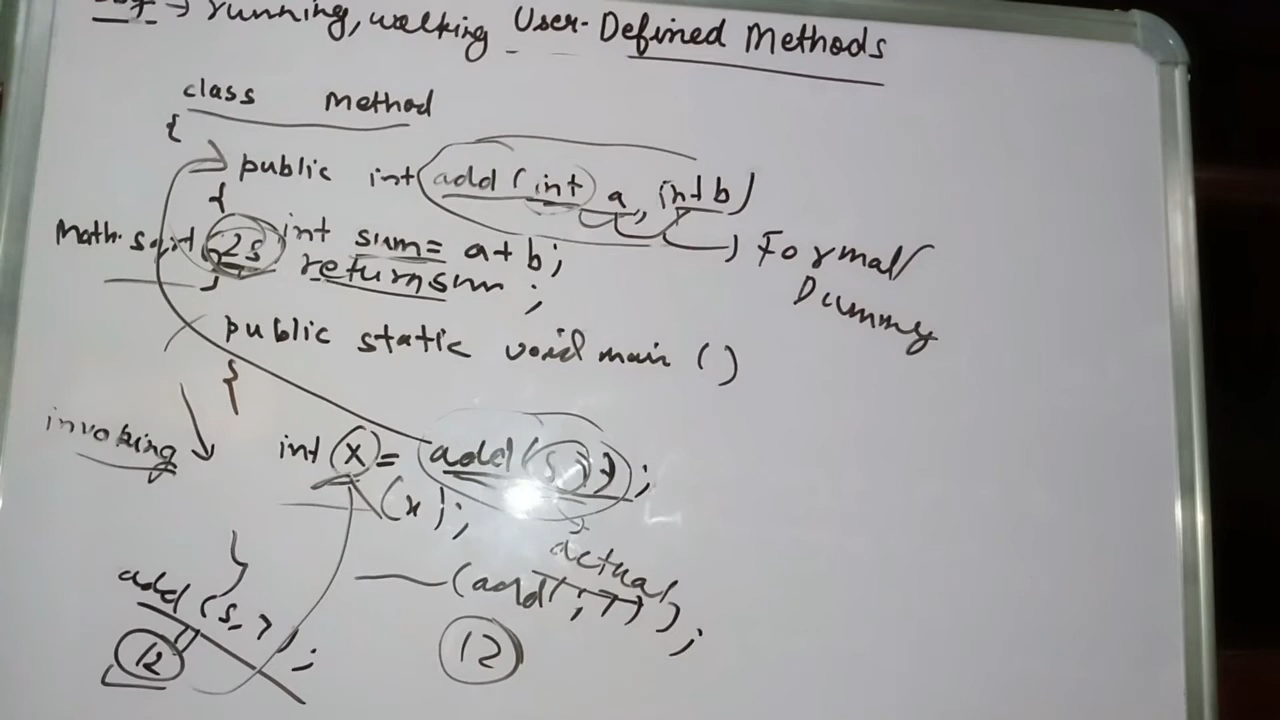 → running, walking User-Defined Methods
class Method
{
public int add (int a, int b)
{
int sum = a + b;
Math.sqrt 25
return sum ;
}
Formal
Dummy
public static void main ( )
{
invoking
int x = add(5, 7);
(x);
actual
add (5, 7);
}
(add( , 7));
12
12